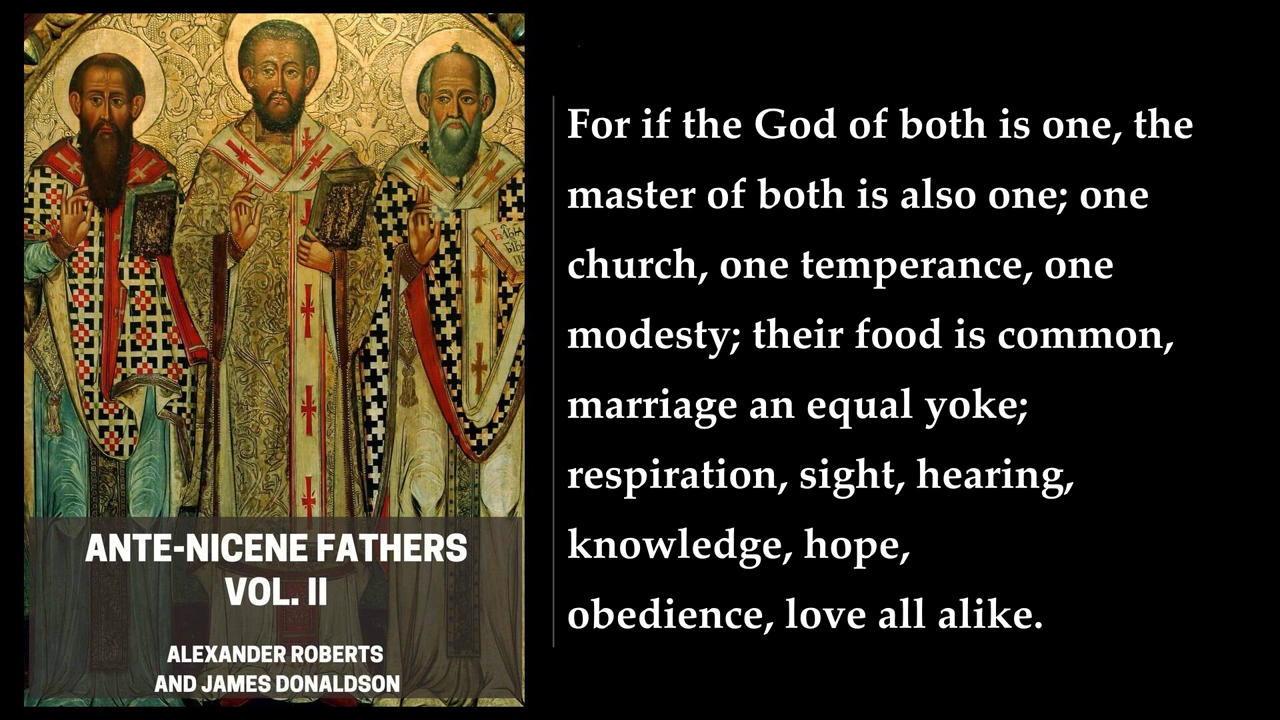 ANTE-NICENE FATHERS
VOL. II
ALEXANDER ROBERTS
AND JAMES DONALDSON
For if the God of both is one, the
master of both is also one; one
church, one temperance, one
modesty; their food is common,
marriage an equal yoke;
respiration, sight, hearing,
knowledge, hope,
obedience, love all alike.